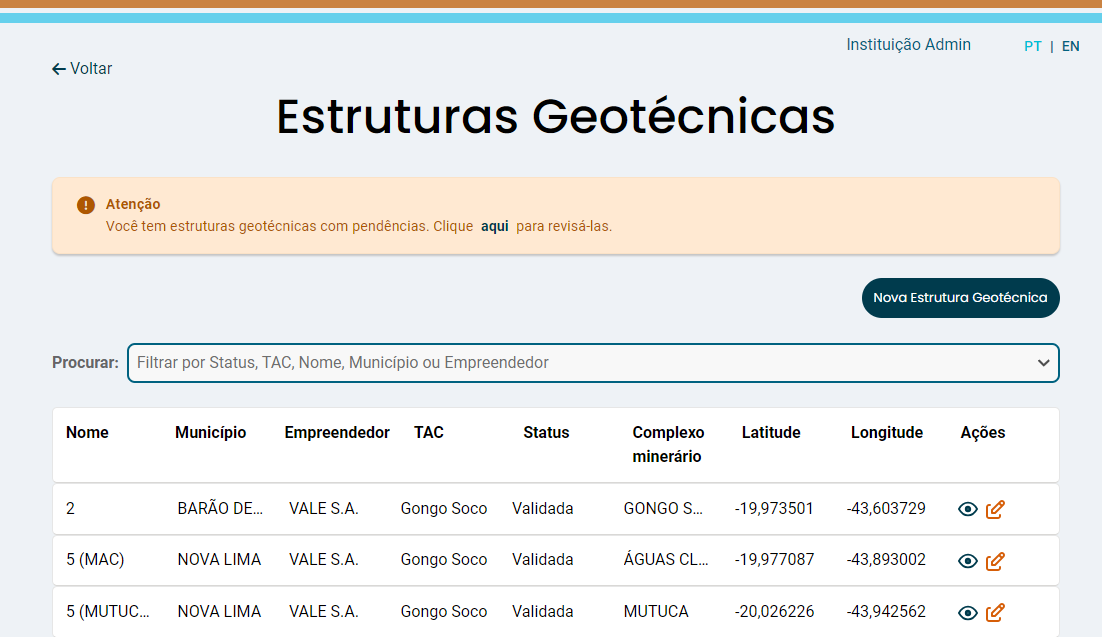 Instituição Admin PT | EN
Voltar
Estruturas Geotécnicas
Atenção
Você tem estruturas geotécnicas com pendências. Clique aqui para revisá-las.
Nova Estrutura Geotécnica
Procurar: Filtrar por Status, TAC, Nome, Município ou Empreendedor
Nome Município Empreendedor TAC Status Complexo minerário Latitude Longitude Ações
2 BARÃO DE... VALE S.A. Gongo Soco Validada GONGO S... -19,973501 -43,603729
5 (MAC) NOVA LIMA VALE S.A. Gongo Soco Validada ÁGUAS CL... -19,977087 -43,893002
5 (MUTUC... NOVA LIMA VALE S.A. Gongo Soco Validada MUTUCA -20,026226 -43,942562